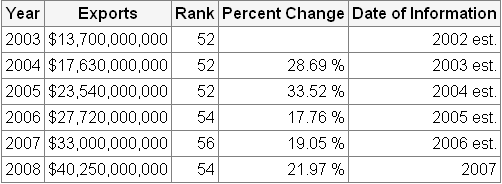 Year Exports Rank Percent Change Date of Information
2003 $13,700,000,000 52 2002 est.
2004 $17,630,000,000 52 28.69 % 2003 est.
2005 $23,540,000,000 52 33.52 % 2004 est.
2006 $27,720,000,000 54 17.76 % 2005 est.
2007 $33,000,000,000 56 19.05 % 2006 est.
2008 $40,250,000,000 54 21.97 % 2007